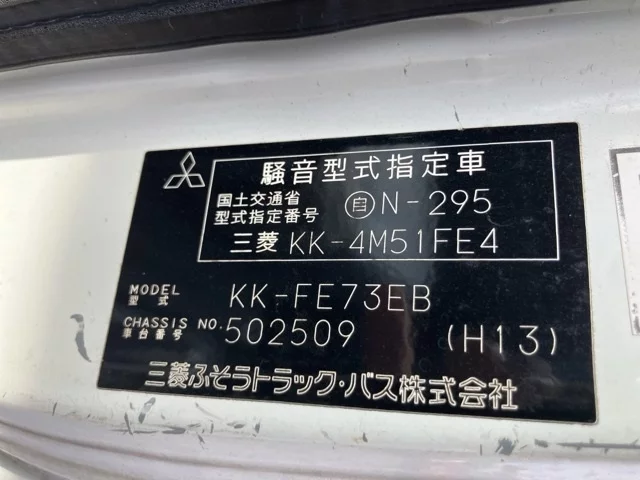 騒音型式指定車
国土交通省
型式指定番号 ㊀自 N-295
三菱 KK-4M51FE4
MODEL
型式 KK-FE73EB
CHASSIS NO.
車台番号 502509 (H13)
三菱ふそうトラック・バス株式会社